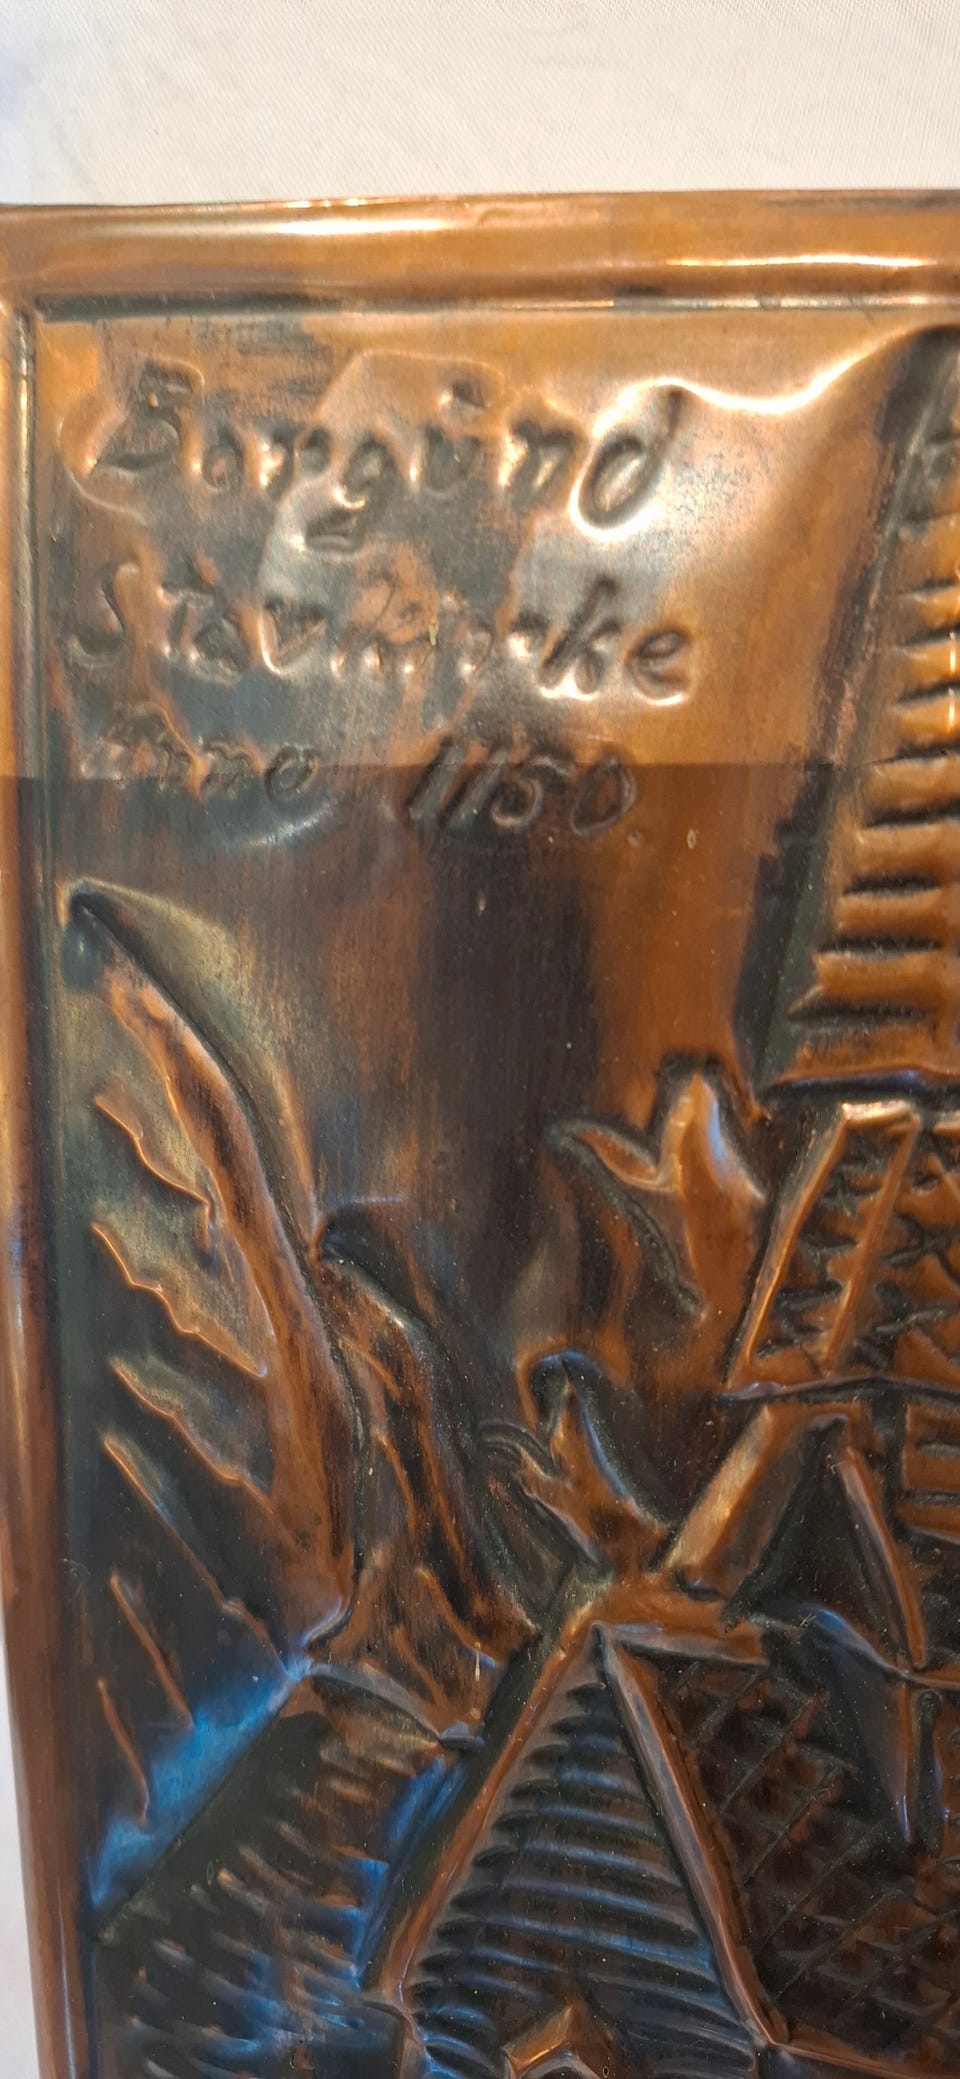 Borgund
Stavkirke
Anno 1150.